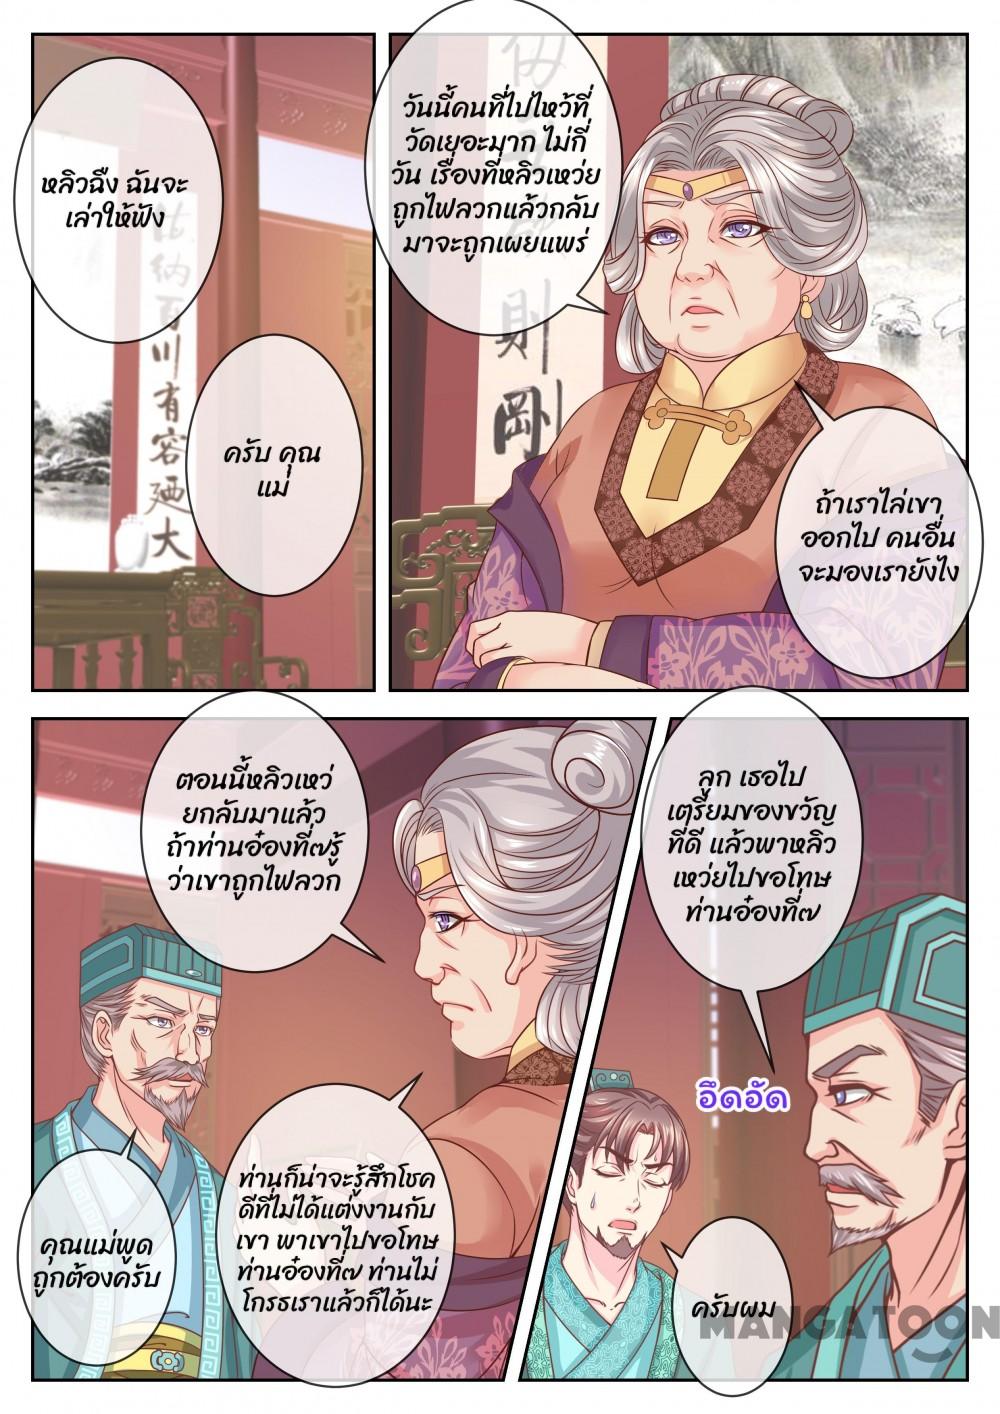 หลิวฉืง ฉันจะ
เล่าให้ฟัง
ครับ คุณ
แม่
佑納百川有容廼大
วันนี้คนที่ไปไหว้ที่
วัดเยอะมาก ไม่กี่
วัน เรื่องที่หลิวเหว่ย
ถูกไฟลวกแล้วกลับ
มาจะถูกเผยแพร่
則剛
ถ้าเราไล่เขา
ออกไป คนอื่น
จะมองเรายังไง
ตอนนี้หลิวเหว่
ยกลับมาแล้ว
ถ้าท่านอ๋องที่๗รู้
ว่าเขาถูกไฟลวก
คุณแม่พูด
ถูกต้องครับ
ท่านก็น่าจะรู้สึกโชค
ดีที่ไม่ได้แต่งงานกับ
เขา พาเขาไปขอโทษ
ท่านอ๋องที่๗ ท่านไม่
โกรธเราแล้วก็ได้นะ
ลูก เธอไป
เตรียมของขวัญ
ที่ดี แล้วพาหลิว
เหว่ยไปขอโทษ
ท่านอ๋องที่๗
อึดอัด
ครับผม
MANGATOON